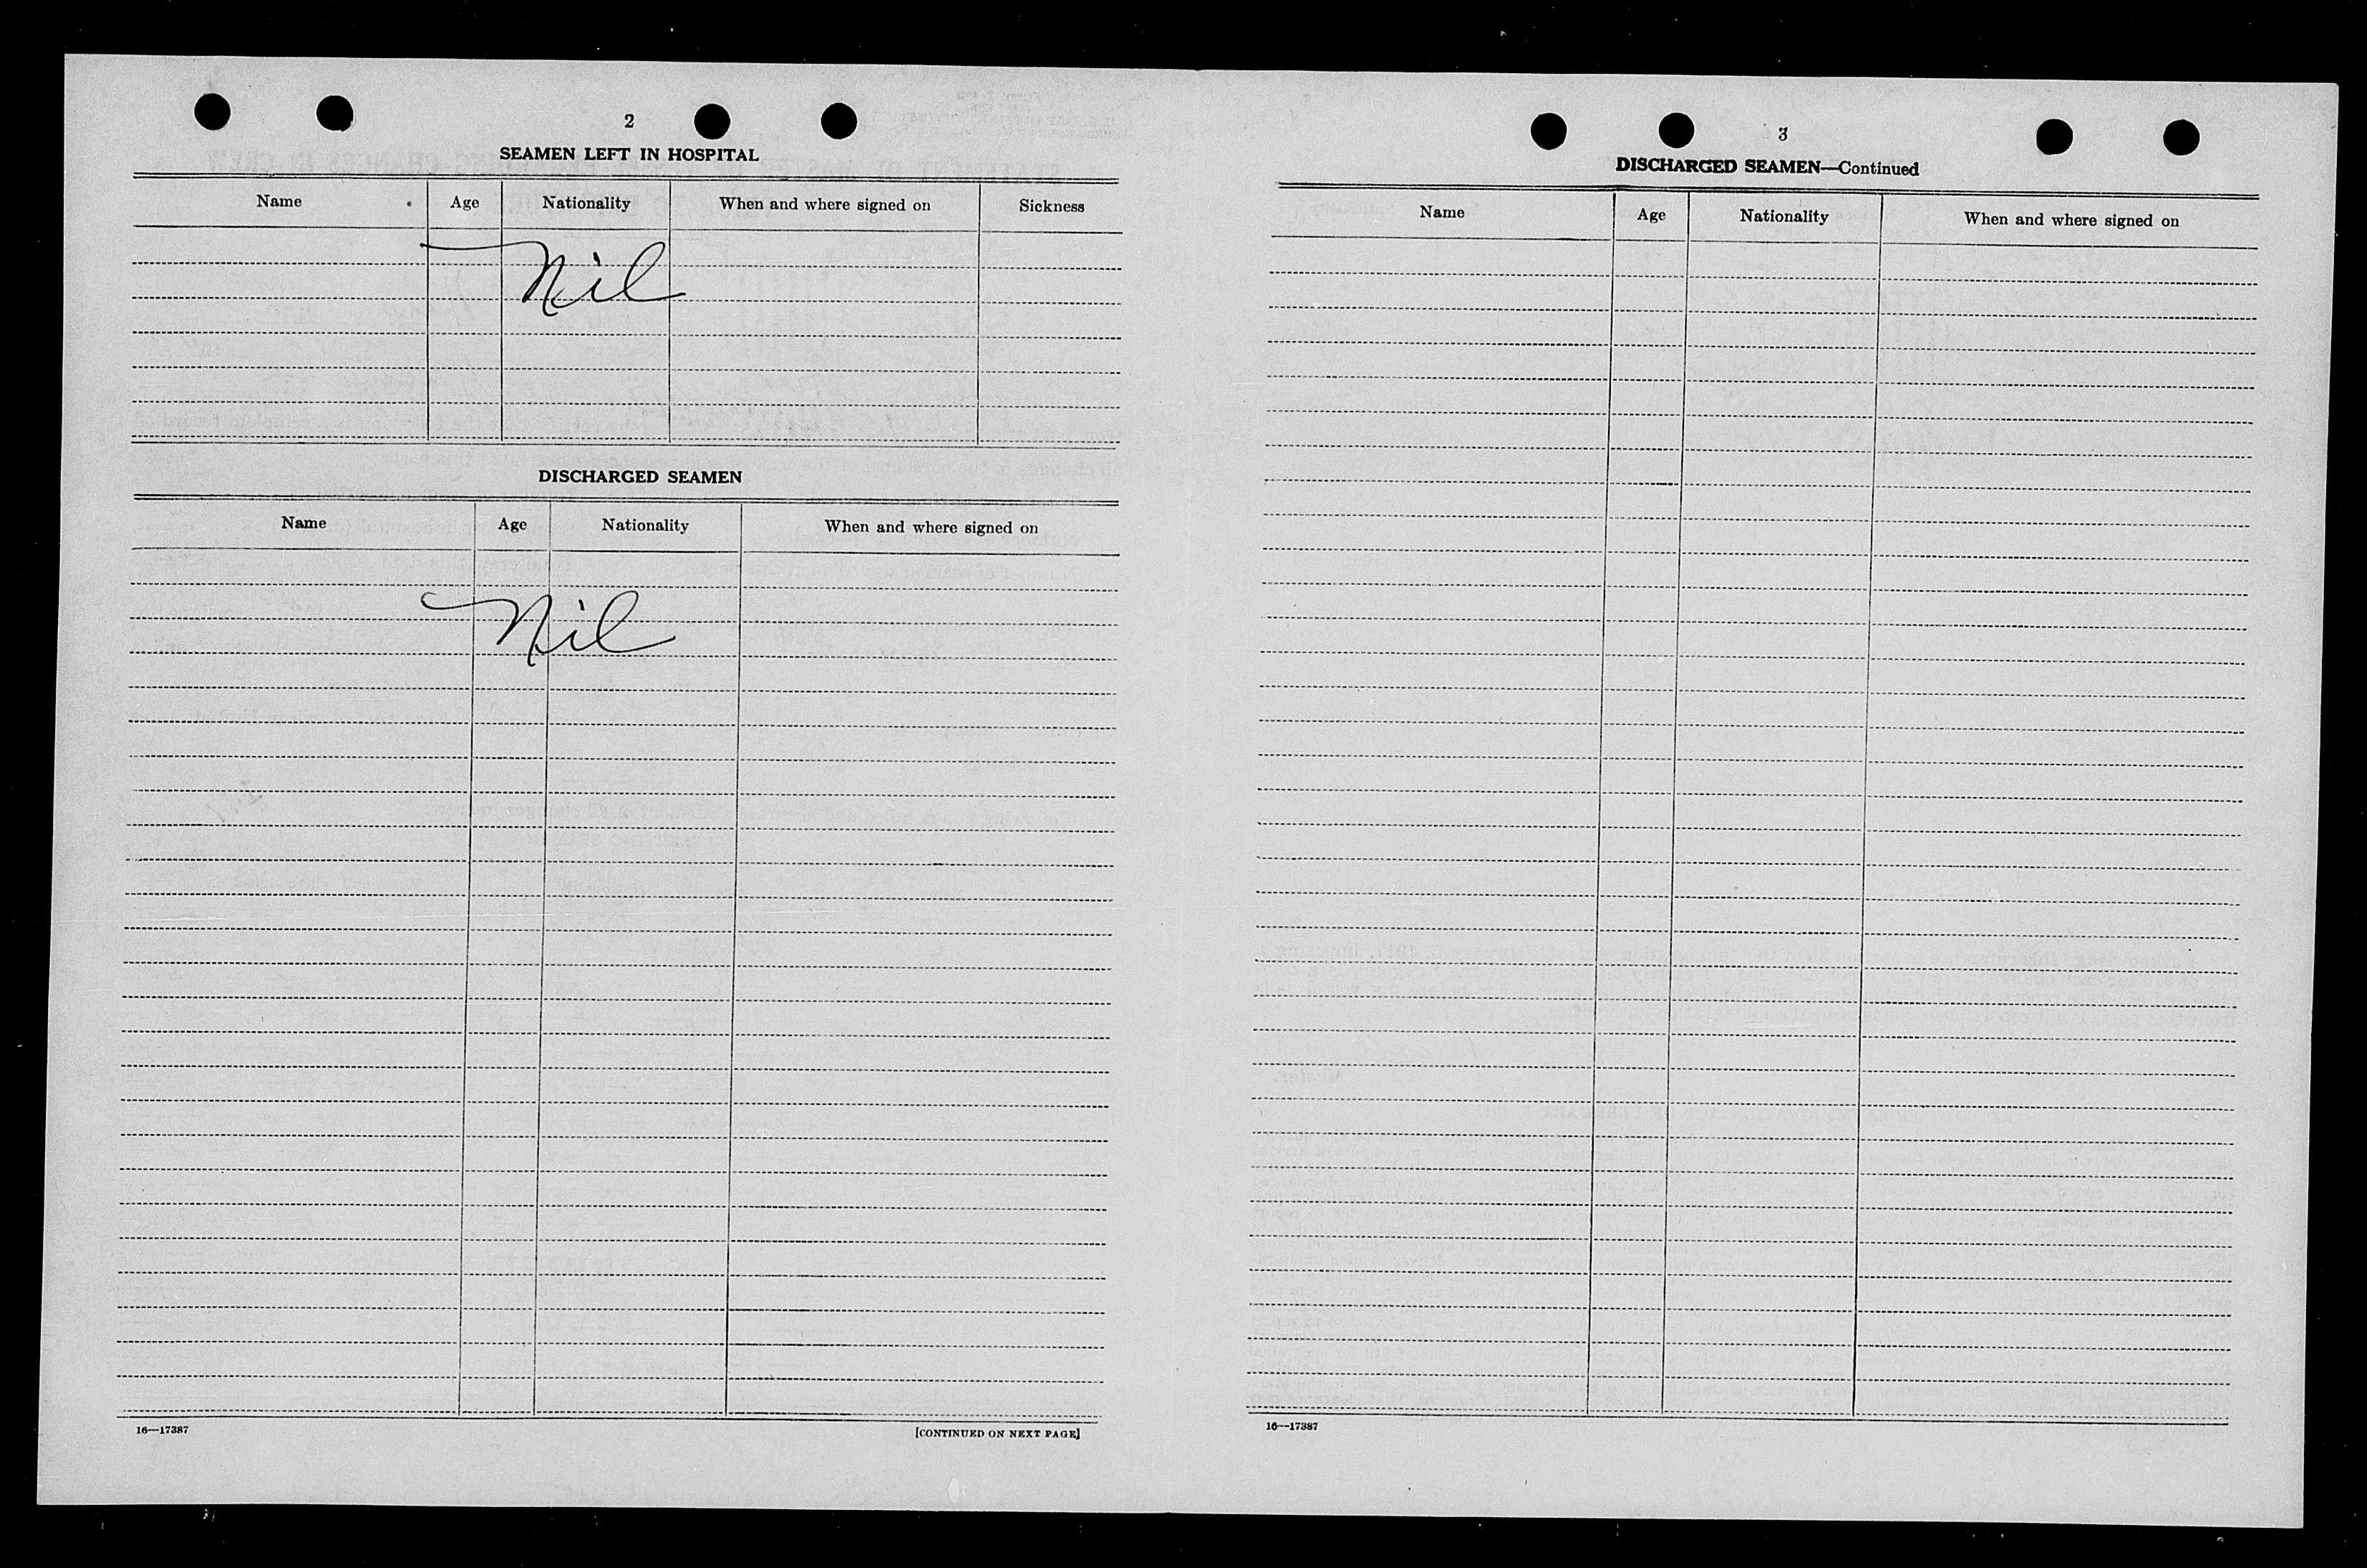 2
SEAMEN LEFT IN HOSPITAL
Name Age Nationality When and where signed on Sickness
Nil
DISCHARGED SEAMEN
Name Age Nationality When and where signed on
Nil
16—17387 [CONTINUED ON NEXT PAGE]
3
DISCHARGED SEAMEN—Continued
Name Age Nationality When and where signed on
16—17387